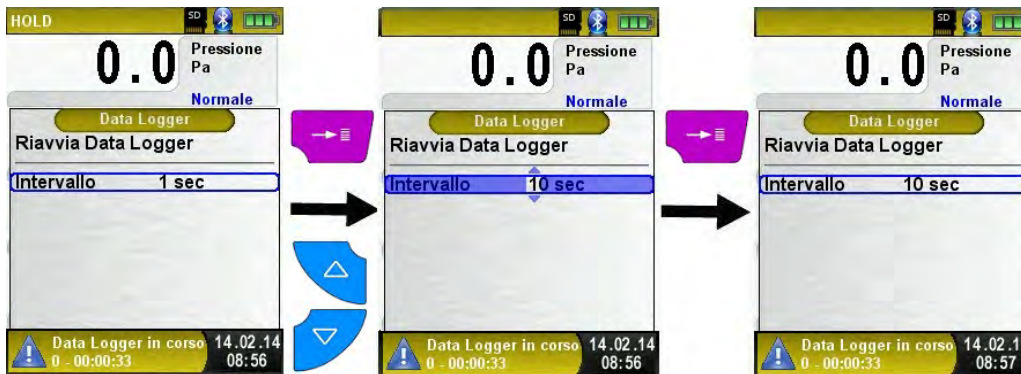 HOLD
SD
0.0
Pressione
Pa
Normale
Data Logger
Riavvia Data Logger
Intervallo 1 sec
Data Logger in corso
0 - 00:00:33
14.02.14
08:56
SD
0.0
Pressione
Pa
Normale
Data Logger
Riavvia Data Logger
Intervallo 10 sec
Data Logger in corso
0 - 00:00:33
14.02.14
08:56
SD
0.0
Pressione
Pa
Normale
Data Logger
Riavvia Data Logger
Intervallo 10 sec
Data Logger in corso
0 - 00:00:33
14.02.1
08:57